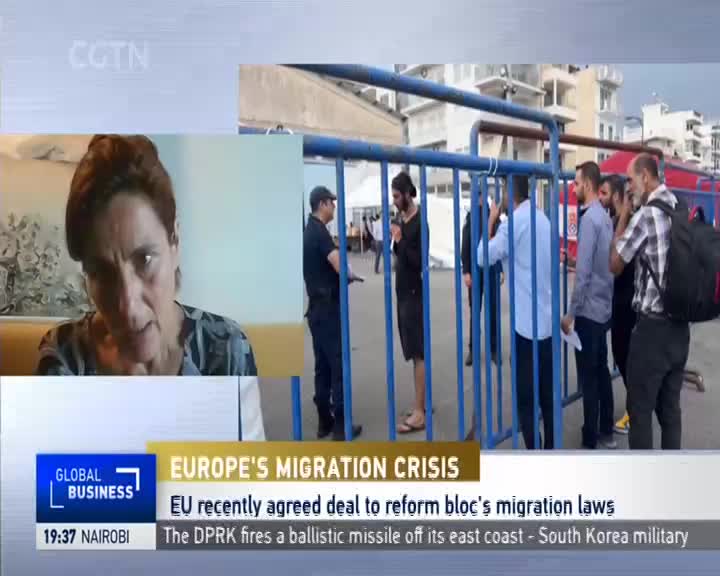 CGTN
EUROPE'S MIGRATION CRISIS
GLOBAL
BUSINESS
EU recently agreed deal to reform bloc's migration laws
19:37 NAIROBI
The DPRK fires a ballistic missile off its east coast - South Korea military